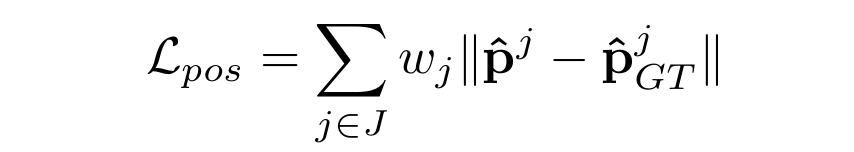 $\mathcal{L}_{pos} = \sum_{j \in J} w_j \| \hat{\mathbf{p}}^j - \hat{\mathbf{p}}^j_{GT} \|$